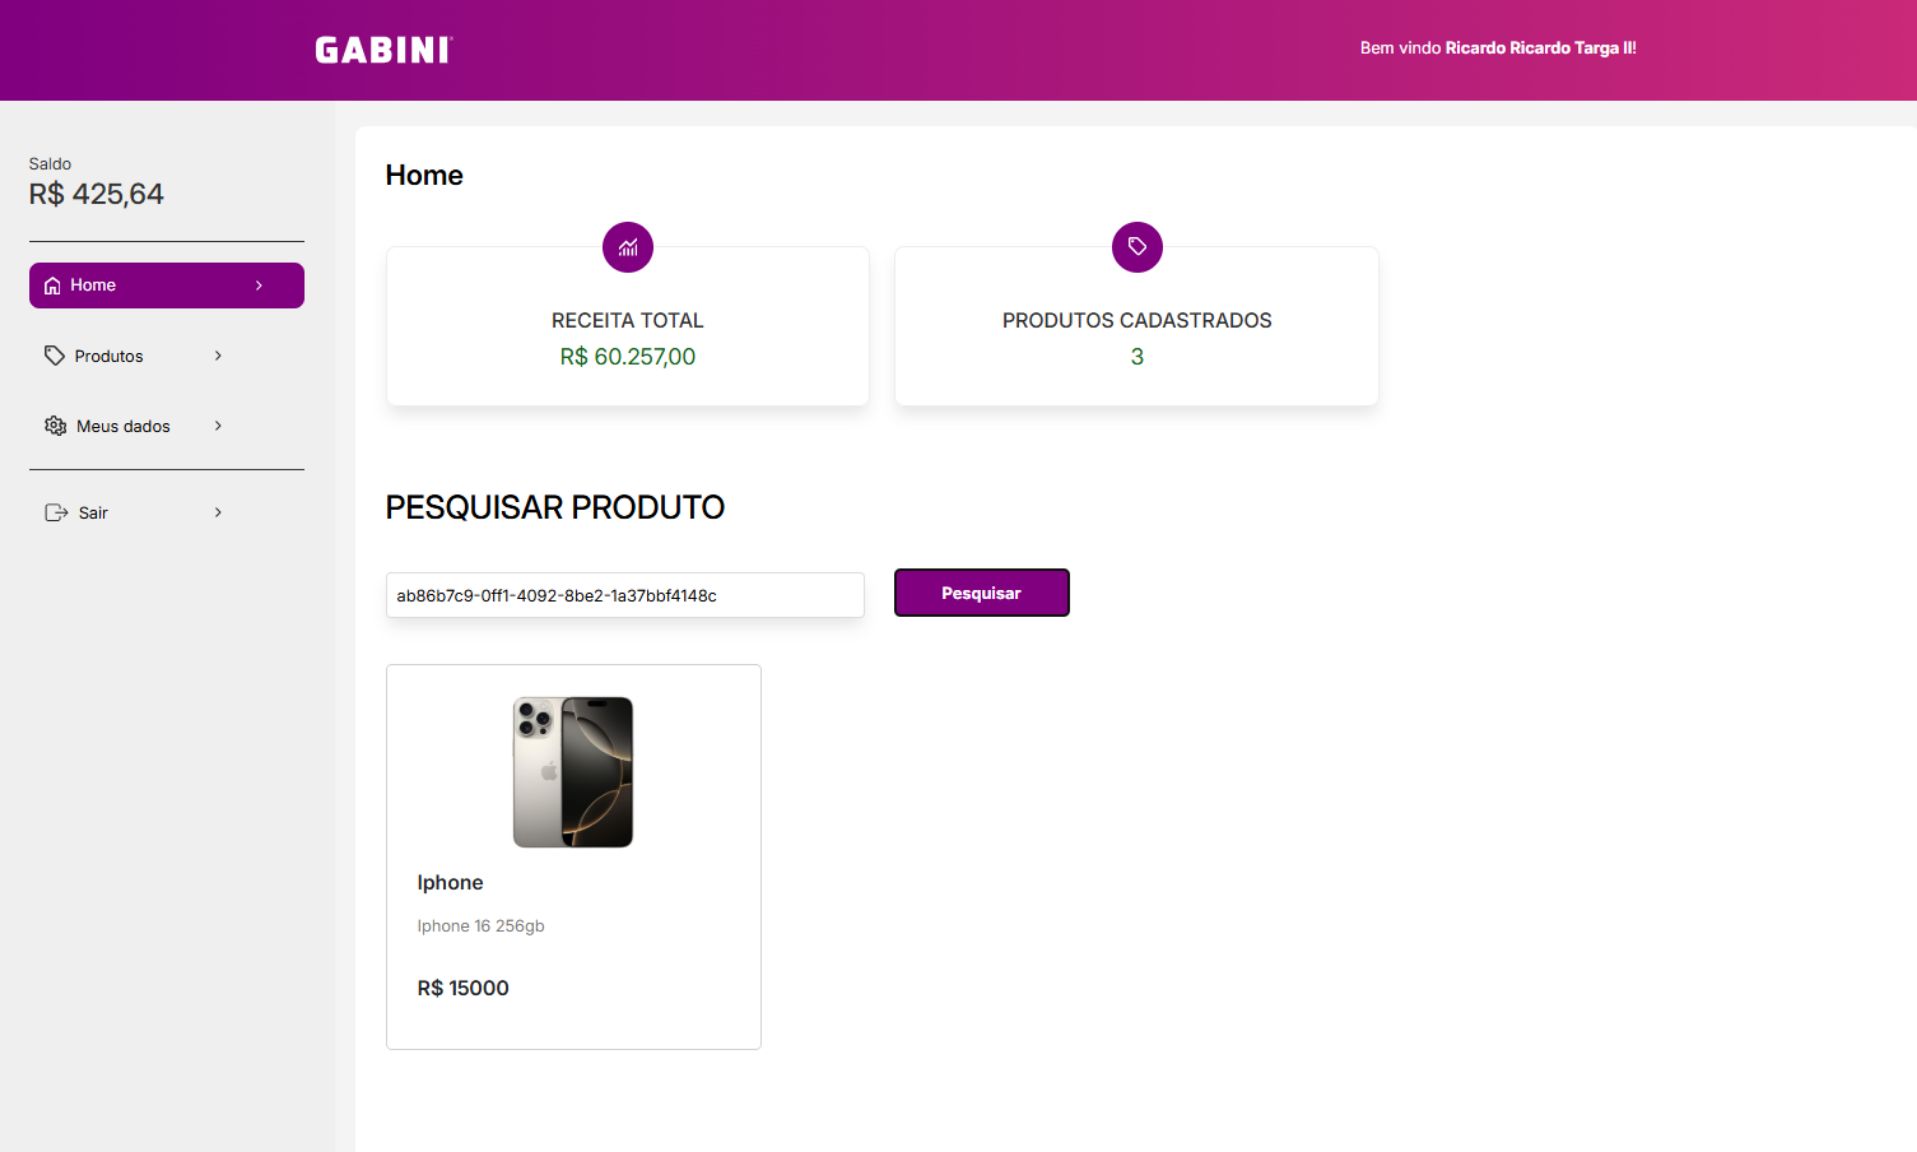 GABINI
Bem vindo Ricardo Ricardo Targa II!
Saldo
R$ 425,64
Home
Produtos
Meus dados
Sair
Home
RECEITA TOTAL
R$ 60.257,00
PRODUTOS CADASTRADOS
3
PESQUISAR PRODUTO
ab86b7c9-0ff1-4092-8be2-1a37bbf4148c
Pesquisar
Iphone
Iphone 16 256gb
R$ 15000